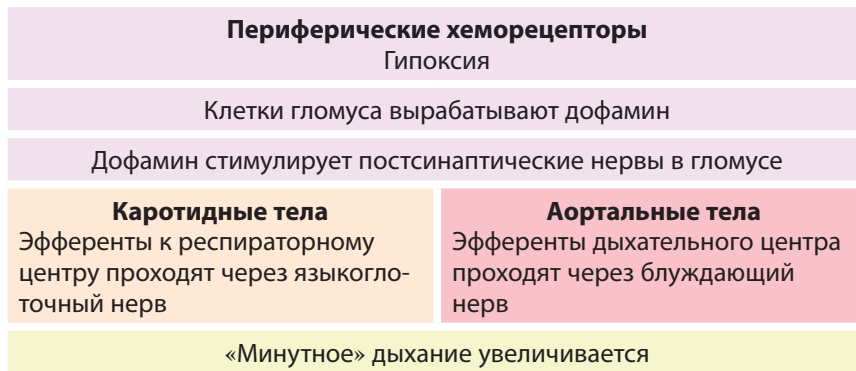 Периферические хеморецепторы
Гипоксия
Клетки гломуса вырабатывают дофамин
Дофамин стимулирует постсинаптические нервы в гломусе
Каротидные тела
Эфференты к респираторному
центру проходят через языкогло-
точный нерв
Аортальные тела
Эфференты дыхательного центра
проходят через блуждающий
нерв
«Минутное» дыхание увеличивается